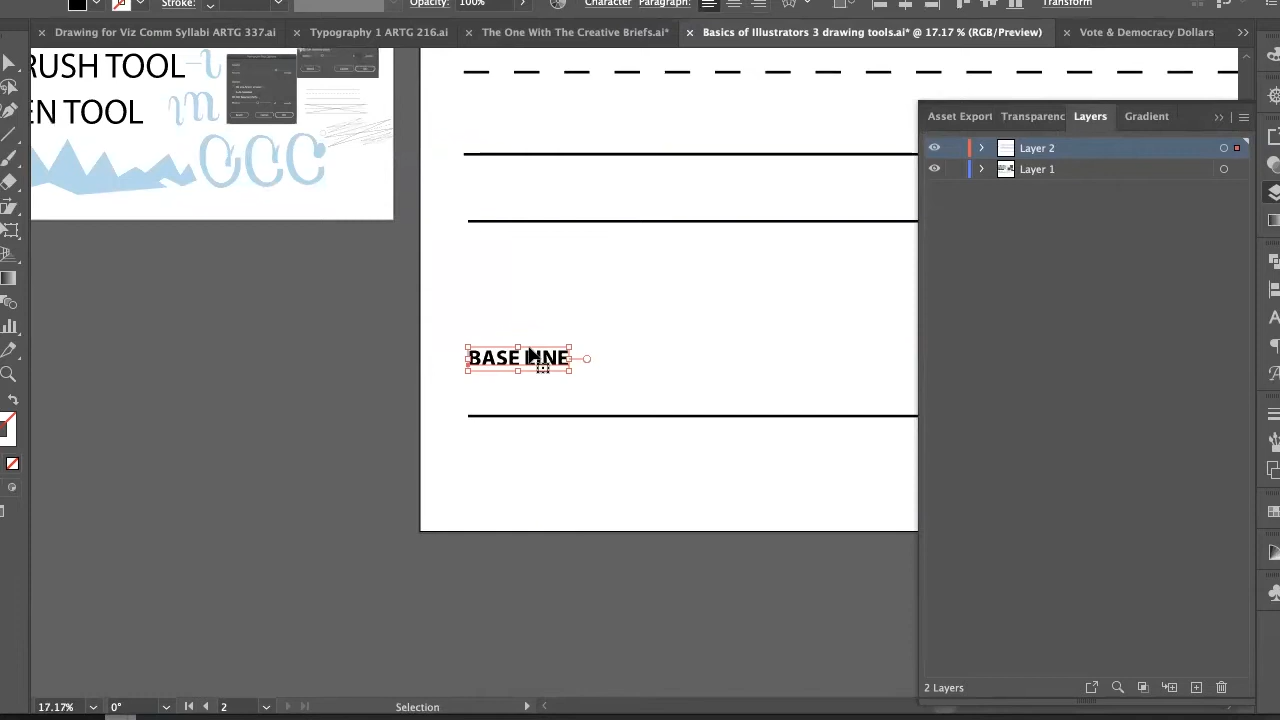 Stroke:
Opacity: 100%
Character
Paragraph:
Transform
Drawing for Viz Comm Syllabi ARTG 337.ai
Typography 1 ARTG 216.ai
The One With The Creative Briefs.ai*
Basics of Illustrators 3 drawing tools.ai* @ 17.17 % (RGB/Preview)
Vote & Democracy Dollars
RUSH TOOL
EN TOOL
i
m
CCC
Asset Export
Transparenc
Layers
Gradient
Layer 2
Layer 1
BASE LINE
2 Layers
17.17%
0°
2
Selection